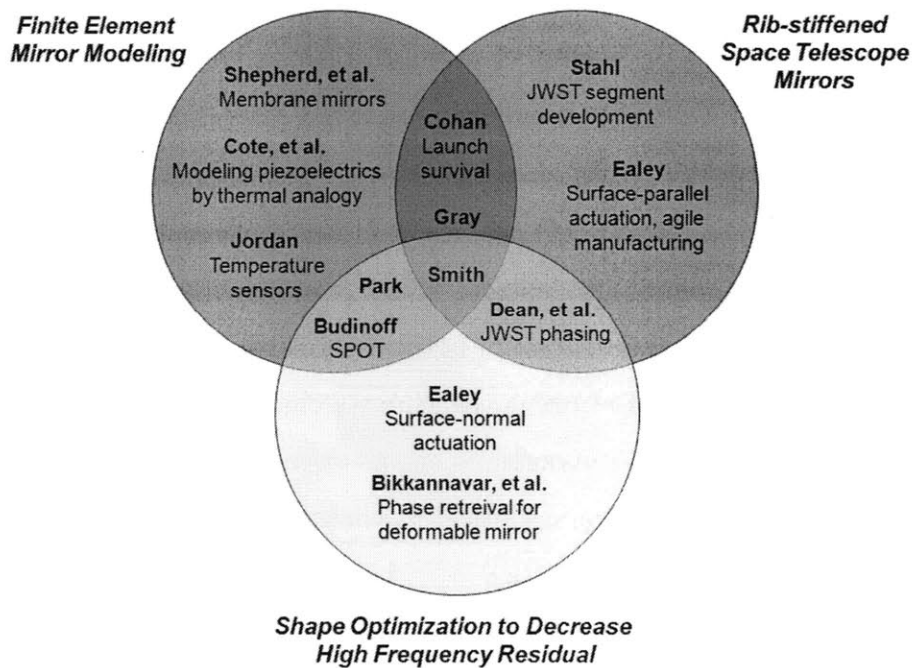 Finite Element
Mirror Modeling
Rib-stiffened
Space Telescope
Mirrors
Shepherd, et al.
Membrane mirrors
Cote, et al.
Modeling piezoelectrics
by thermal analogy
Jordan
Temperature
sensors
Cohan
Launch
survival
Gray
Stahl
JWST segment
development
Ealey
Surface-parallel
actuation, agile
manufacturing
Park
Smith
Budinoff
SPOT
Dean, et al.
JWST phasing
Ealey
Surface-normal
actuation
Bikkannavar, et al.
Phase retreival for
deformable mirror
Shape Optimization to Decrease
High Frequency Residual